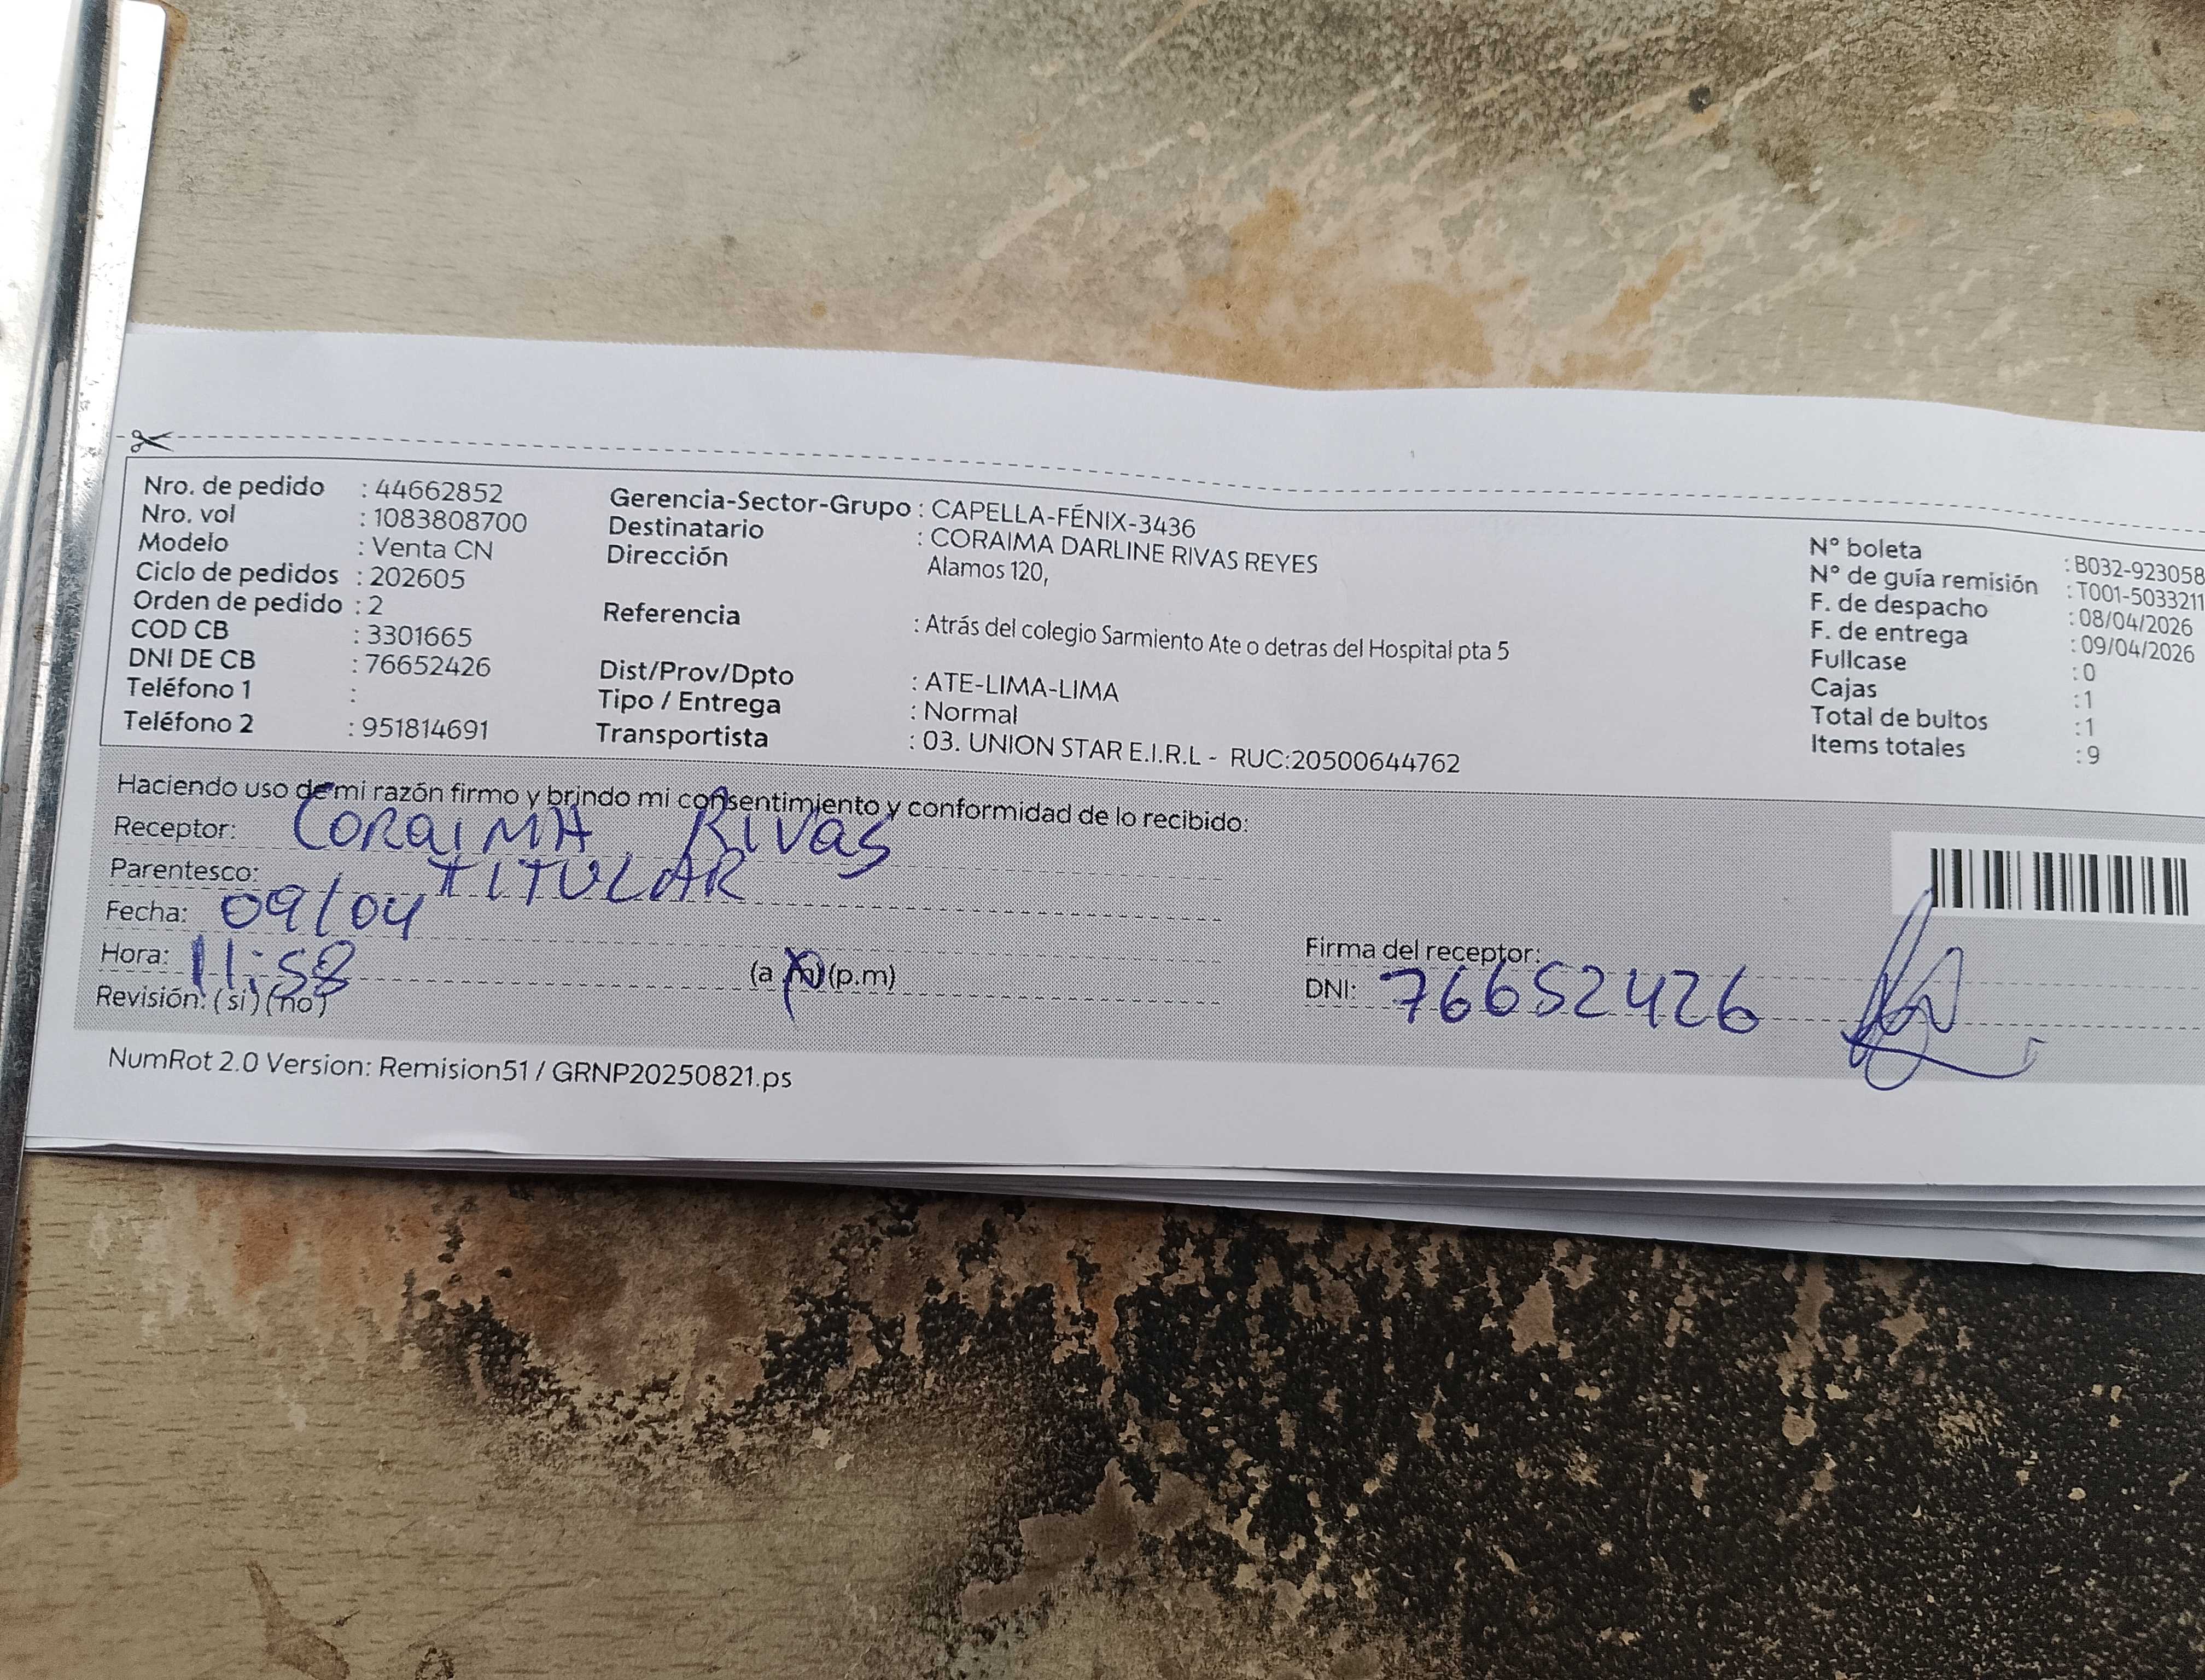 Nro. de pedido : 44662852
Nro. vol : 1083808700
Modelo : Venta CN
Ciclo de pedidos : 202605
Orden de pedido : 2
COD CB : 3301665
DNI DE CB : 76652426
Teléfono 1 :
Teléfono 2 : 951814691
Gerencia-Sector-Grupo : CAPELLA-FÉNIX-3436
Destinatario : CORAIMA DARLINE RIVAS REYES
Dirección Alamos 120,
Referencia : Atrás del colegio Sarmiento Ate o detras del Hospital pta 5
Dist/Prov/Dpto : ATE-LIMA-LIMA
Tipo / Entrega : Normal
Transportista : 03. UNION STAR E.I.R.L - RUC:20500644762
N° boleta : B032-923058
N° de guía remisión : T001-5033211
F. de despacho : 08/04/2026
F. de entrega : 09/04/2026
Fullcase : 0
Cajas : 1
Total de bultos : 1
Items totales : 9
Haciendo uso de mi razón firmo y brindo mi consentimiento y conformidad de lo recibido:
Receptor: CORaIMA RIVas
Parentesco: TITULAR
Fecha: 09/04
Hora: 11:58 (a.m) (p.m)
Revisión: (si) (no)
Firma del receptor:
DNI: 76652426
NumRot 2.0 Version: Remision51 / GRNP20250821.ps